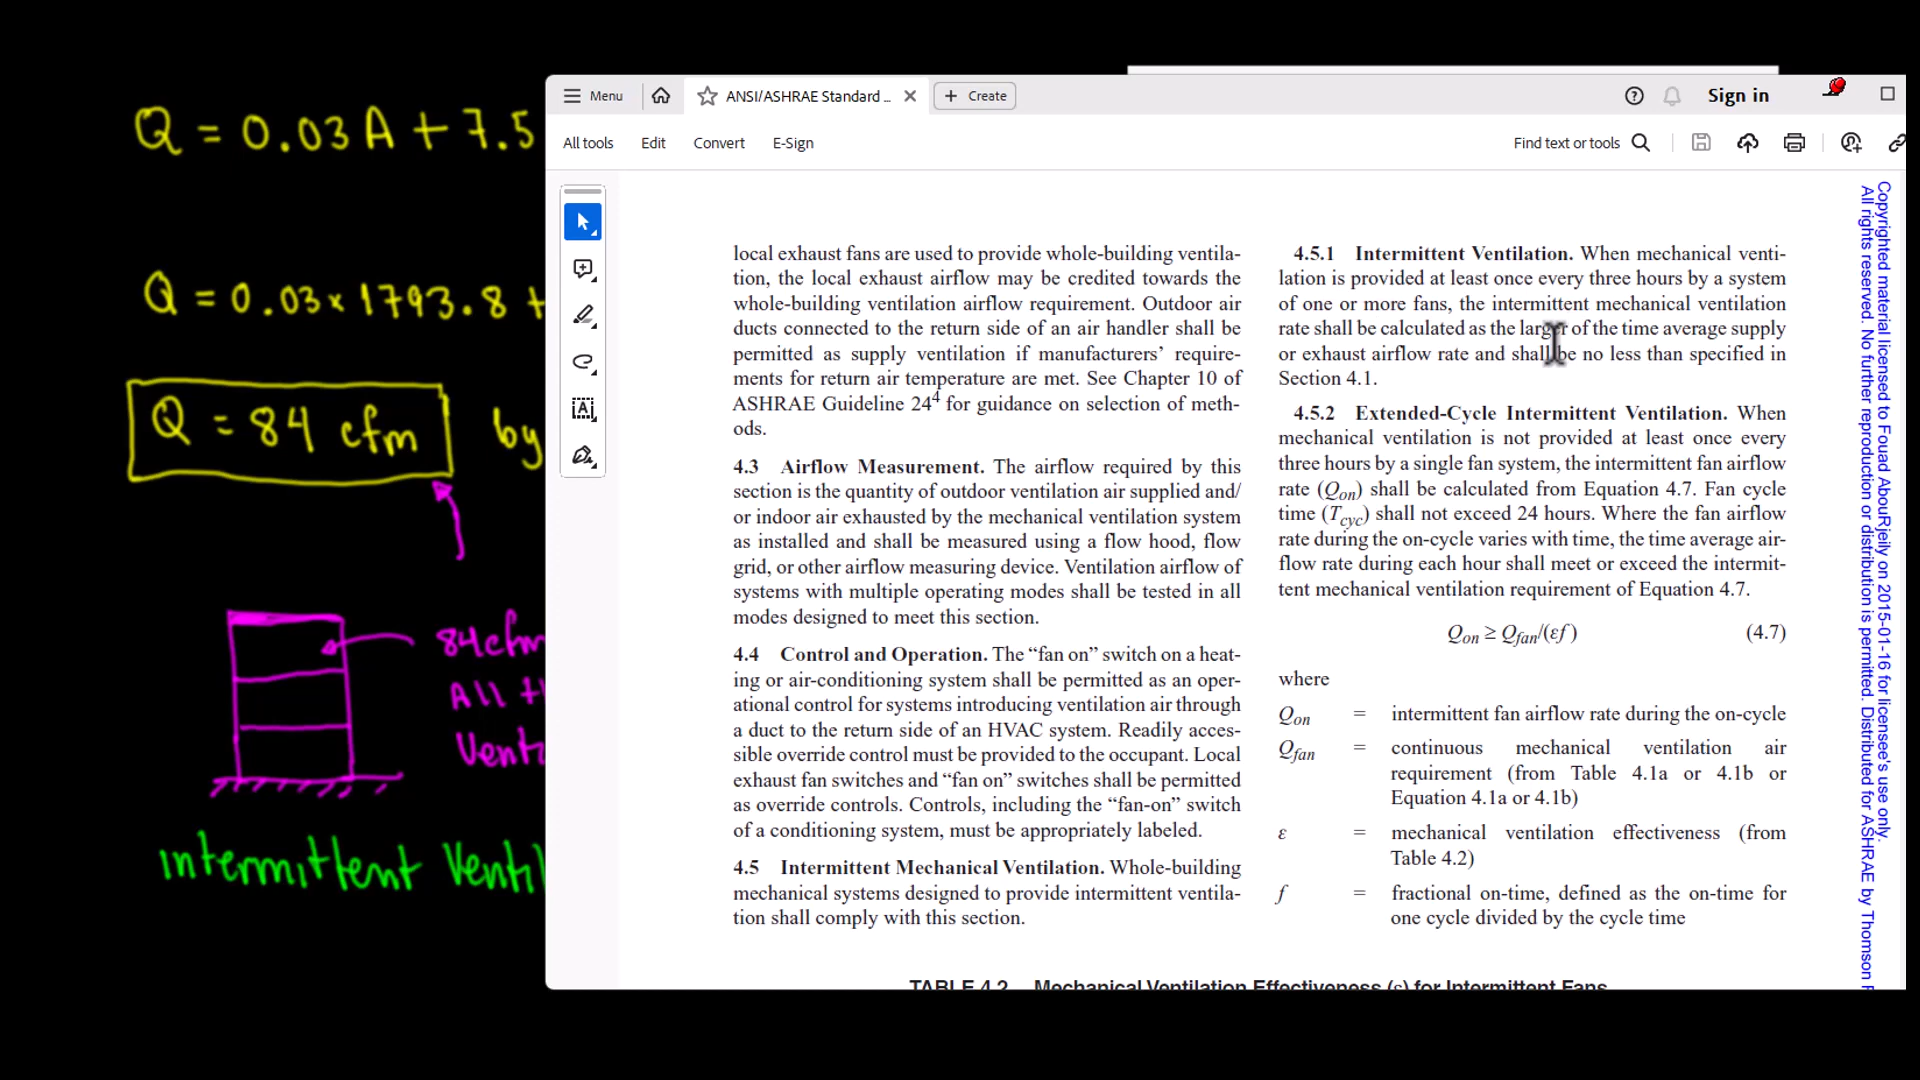 Q = 0.03 A + 7.5
Q = 0.03 × 1793.8 +
Q = 84 cfm
by
84cfm
All
Intermittent
Menu
ANSI/ASHRAE Standard ...
Create
Sign in
All tools
Edit
Convert
E-Sign
Find text or tools
local exhaust fans are used to provide whole-building ventila-
tion, the local exhaust airflow may be credited towards the
whole-building ventilation airflow requirement. Outdoor air
ducts connected to the return side of an air handler shall be
permitted as supply ventilation if manufacturers’ require-
ments for return air temperature are met. See Chapter 10 of
ASHRAE Guideline 24⁴ for guidance on selection of meth-
ods.
4.3 Airflow Measurement. The airflow required by this
section is the quantity of outdoor ventilation air supplied and/
or indoor air exhausted by the mechanical ventilation system
as installed and shall be measured using a flow hood, flow
grid, or other airflow measuring device. Ventilation airflow of
systems with multiple operating modes shall be tested in all
modes designed to meet this section.
4.4 Control and Operation. The “fan on” switch on a heat-
ing or air-conditioning system shall be permitted as an oper-
ational control for systems introducing ventilation air through
a duct to the return side of an HVAC system. Readily acces-
sible override control must be provided to the occupant. Local
exhaust fan switches and “fan on” switches shall be permitted
as override controls. Controls, including the “fan-on” switch
of a conditioning system, must be appropriately labeled.
4.5 Intermittent Mechanical Ventilation. Whole-building
mechanical systems designed to provide intermittent ventila-
tion shall comply with this section.
4.5.1 Intermittent Ventilation. When mechanical venti-
lation is provided at least once every three hours by a system
of one or more fans, the intermittent mechanical ventilation
rate shall be calculated as the larger of the time average supply
or exhaust airflow rate and shall be no less than specified in
Section 4.1.
4.5.2 Extended-Cycle Intermittent Ventilation. When
mechanical ventilation is not provided at least once every
three hours by a single fan system, the intermittent fan airflow
rate (Qon) shall be calculated from Equation 4.7. Fan cycle
time (Tcyc) shall not exceed 24 hours. Where the fan airflow
rate during the on-cycle varies with time, the time average air-
flow rate during each hour shall meet or exceed the intermit-
tent mechanical ventilation requirement of Equation 4.7.
Qon ≥ Qfan/(εf) (4.7)
where
Qon = intermittent fan airflow rate during the on-cycle
Qfan = continuous mechanical ventilation air
requirement (from Table 4.1a or 4.1b or
Equation 4.1a or 4.1b)
ε = mechanical ventilation effectiveness (from
Table 4.2)
f = fractional on-time, defined as the on-time for
one cycle divided by the cycle time
TABLE 4.2 Mechanical Ventilation Effectiveness (ε) for Intermittent Fans
Copyrighted material licensed to Fouad AbouRjeily on 2015-01-16 for licensee's use only.
All rights reserved. No further reproduction or distribution is permitted. Distributed for ASHRAE by Thomson